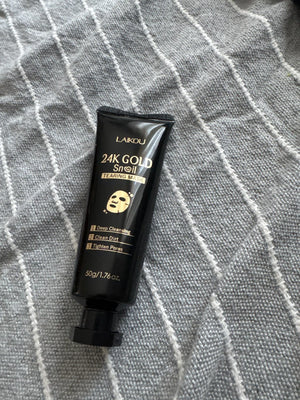 LAIKOU
24K GOLD
Snail
TEARING MASK
Deep Cleansing
Clean Dirt
Tighten Pores
50g/1.76 oz.